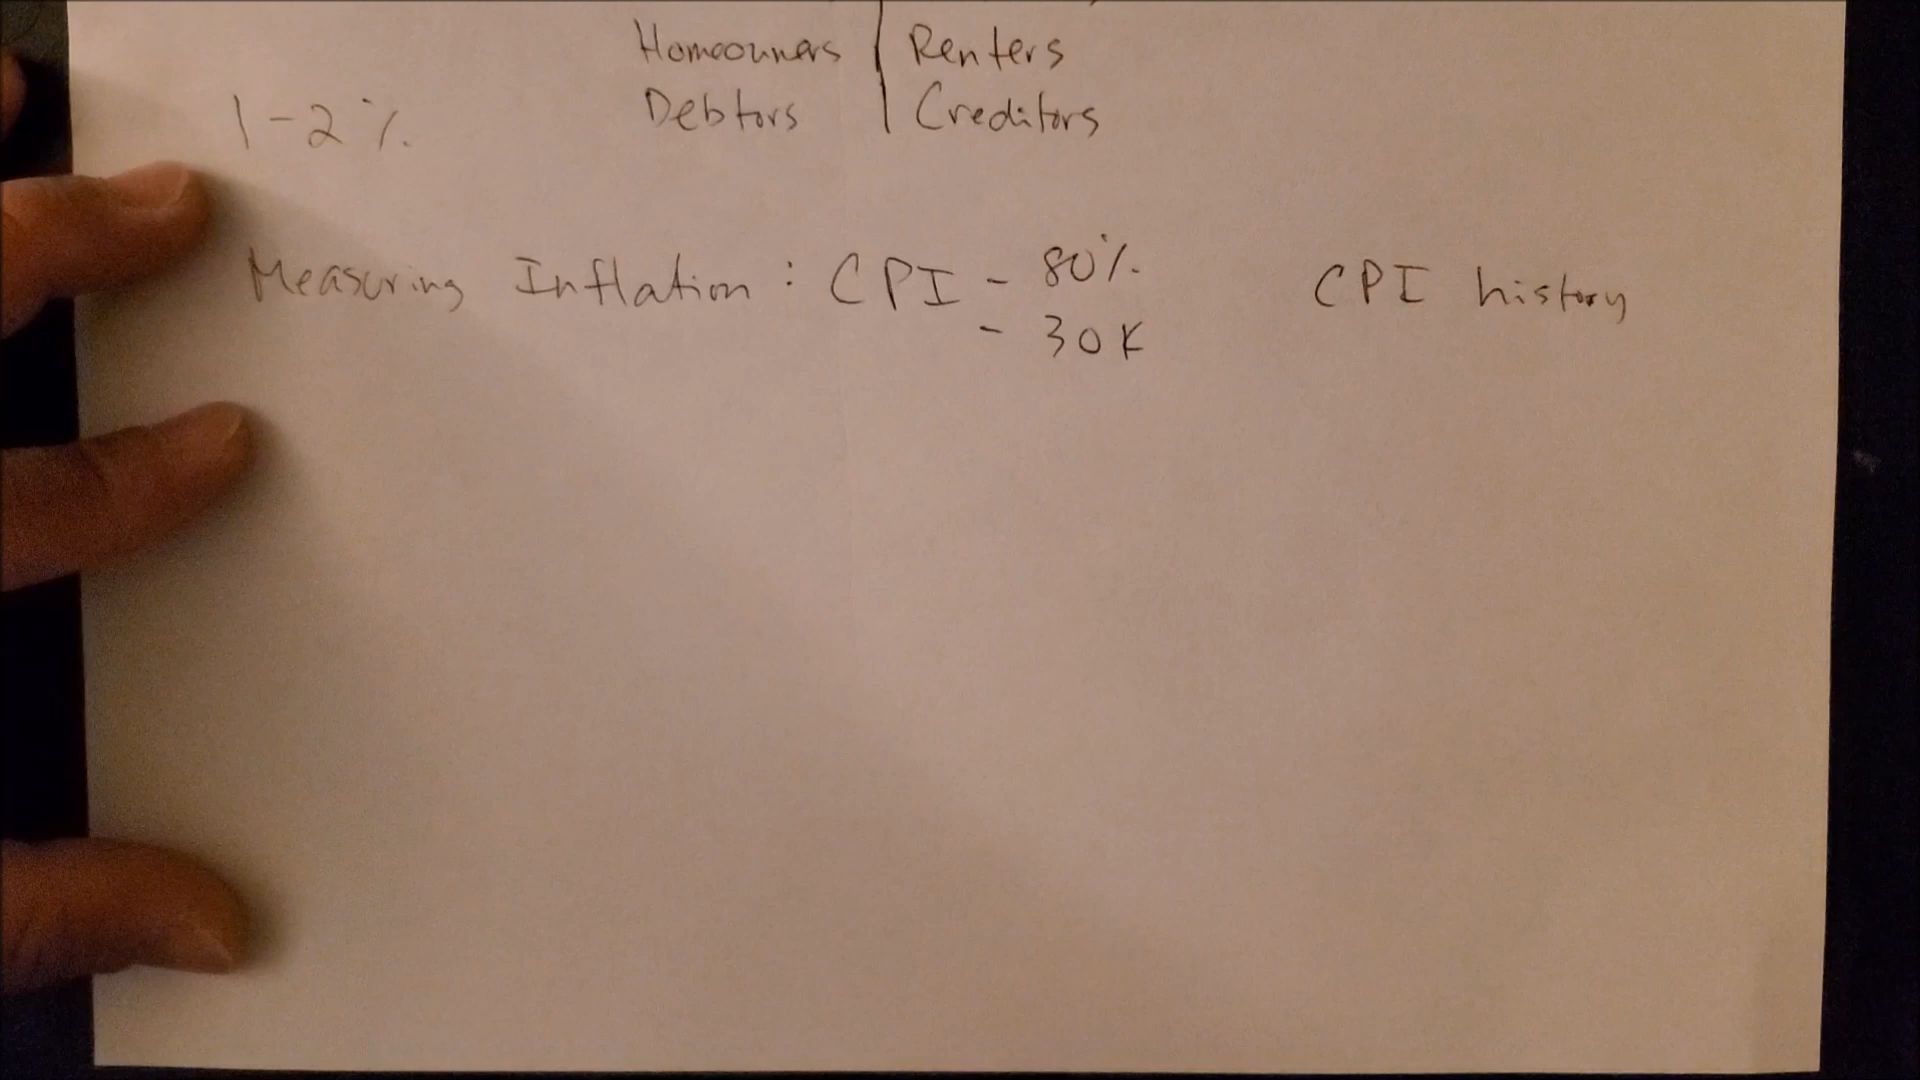 Homeowners | Renters
Debtors | Creditors
1-2%
Measuring Inflation: CPI - 80%
- 30K
CPI history